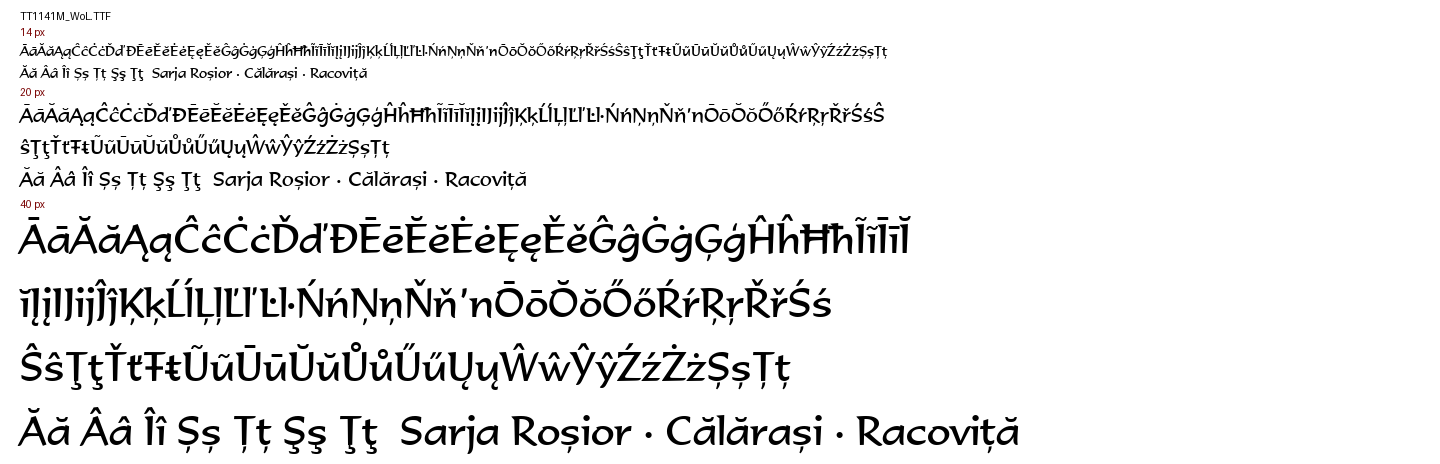 TT1141M_WoL.TTF
14 px
ĀāĂăĄąĈĉĊċĎďĐĒēĔĕĖėĘęĚěĜĝĠġĢģĤĥĦħĨĩĪīĬĭĮįĲĳĴĵĶķĹĺĻļĽľĿŀŃńŅņŇňŉŌōŎŏŐőŔŕŖŗŘřŚśŜŝŢţŤťŦŧŨũŪūŬŭŮůŰűŲųŴŵŶŷŹźŻżȘșȚț
Ăă Ââ Îî Șș Țț Şş Ţţ  Sarja Roșior · Călărași · Racoviță
20 px
ĀāĂăĄąĈĉĊċĎďĐĒēĔĕĖėĘęĚěĜĝĠġĢģĤĥĦħĨĩĪīĬĭĮįĲĳĴĵĶķĹĺĻļĽľĿŀŃńŅņŇňŉŌōŎŏŐőŔŕŖŗŘřŚśŜ
ŝŢţŤťŦŧŨũŪūŬŭŮůŰűŲųŴŵŶŷŹźŻżȘșȚț
Ăă Ââ Îî Șș Țț Şş Ţţ  Sarja Roșior · Călărași · Racoviță
40 px
ĀāĂăĄąĈĉĊċĎďĐĒēĔĕĖėĘęĚěĜĝĠġĢģĤĥĦħĨĩĪīĬ
ĭĮįĲĳĴĵĶķĹĺĻļĽľĿŀŃńŅņŇňŉŌōŎŏŐőŔŕŖŗŘřŚś
ŜŝŢţŤťŦŧŨũŪūŬŭŮůŰűŲųŴŵŶŷŹźŻżȘșȚț
Ăă Ââ Îî Șș Țț Şş Ţţ  Sarja Roșior · Călărași · Racoviță